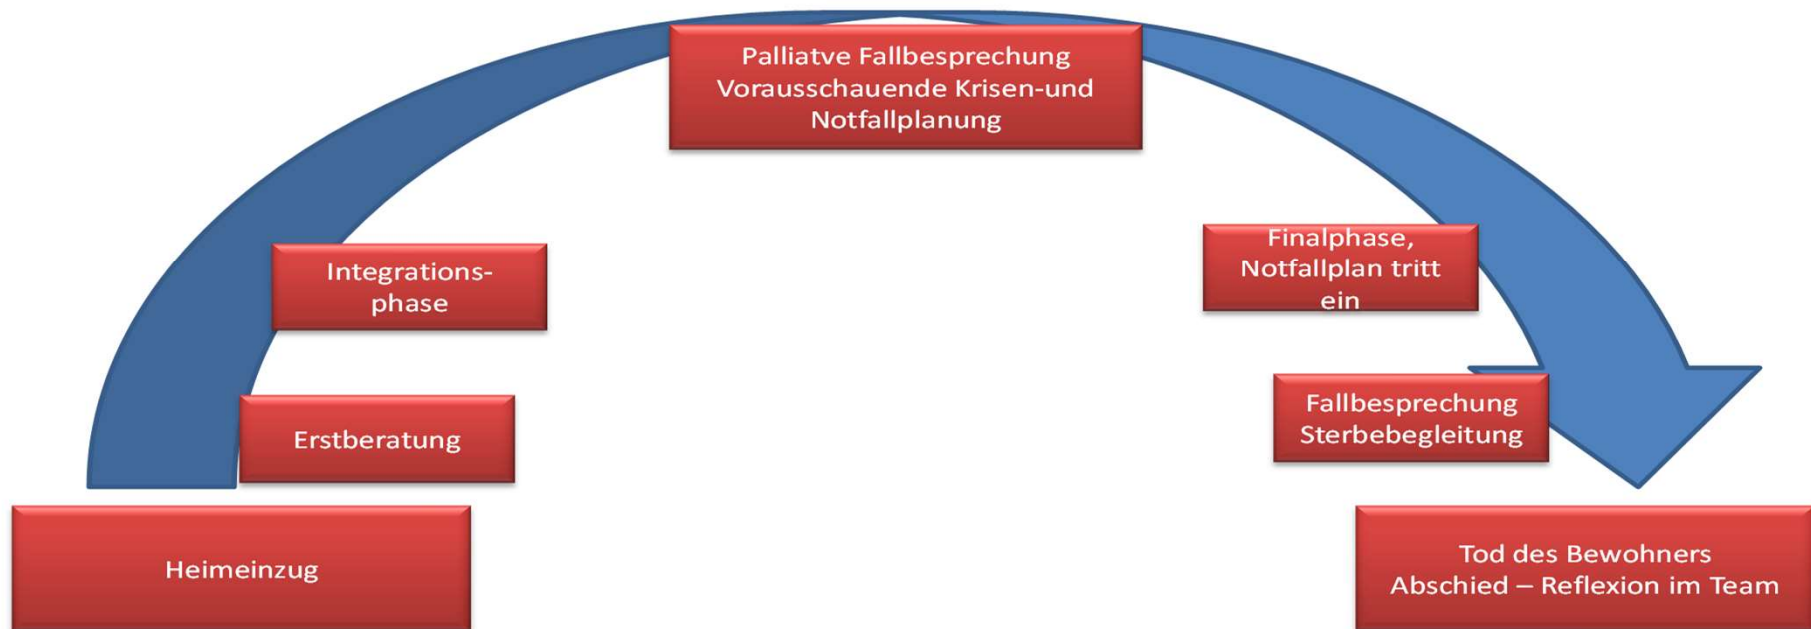 Palliatve Fallbesprechung
Vorausschauende Krisen-und
Notfallplanung
Integrations-
phase
Finalphase,
Notfallplan tritt
ein
Erstberatung
Fallbesprechung
Sterbebegleitung
Heimeinzug
Tod des Bewohners
Abschied – Reflexion im Team